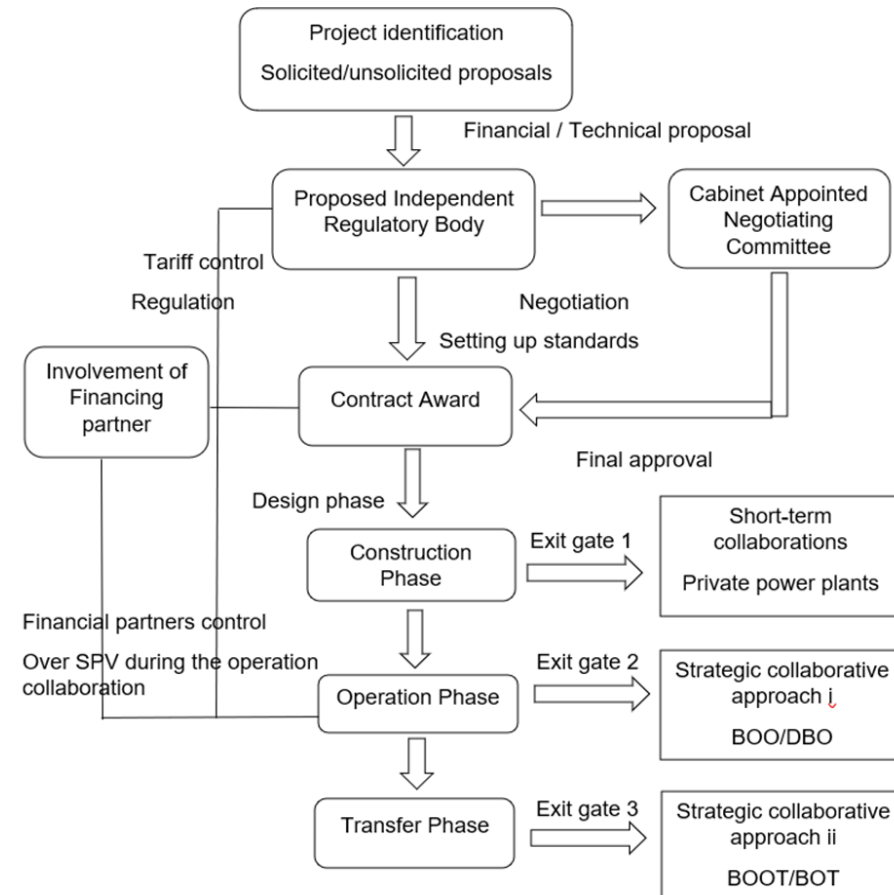 Project identification
Solicited/unsolicited proposals
Financial / Technical proposal
Proposed Independent
Regulatory Body
Cabinet Appointed
Negotiating
Committee
Tariff control
Regulation
Negotiation
Setting up standards
Involvement of
Financing
partner
Contract Award
Final approval
Design phase
Construction
Phase
Exit gate 1
Short-term
collaborations
Private power plants
Financial partners control
Over SPV during the operation
collaboration
Operation Phase
Exit gate 2
Strategic collaborative
approach i
BOO/DBO
Transfer Phase
Exit gate 3
Strategic collaborative
approach ii
BOOT/BOT